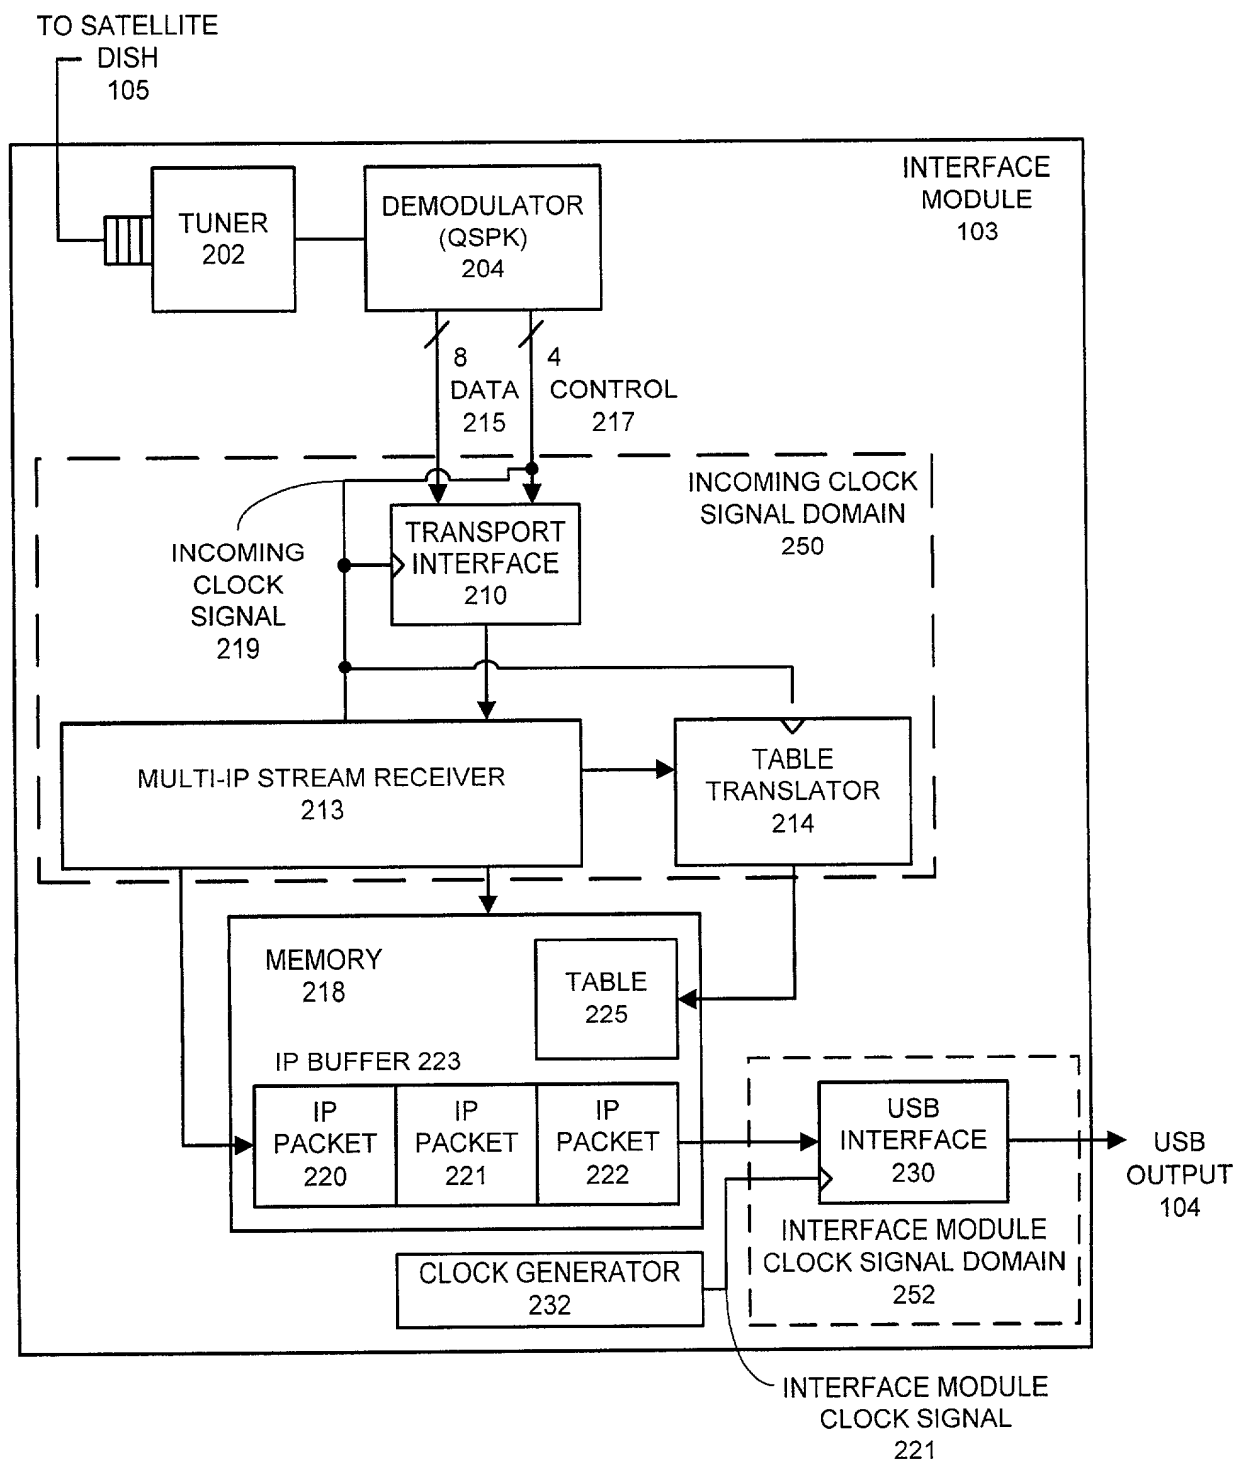 TO SATELLITE
DISH
105
INTERFACE
MODULE
103
TUNER
202
DEMODULATOR
(QSPK)
204
8
DATA
215
4
CONTROL
217
INCOMING CLOCK
SIGNAL DOMAIN
250
INCOMING
CLOCK
SIGNAL
219
TRANSPORT
INTERFACE
210
MULTI-IP STREAM RECEIVER
213
TABLE
TRANSLATOR
214
MEMORY
218
TABLE
225
IP BUFFER 223
IP
PACKET
220
IP
PACKET
221
IP
PACKET
222
USB
INTERFACE
230
USB
OUTPUT
104
INTERFACE MODULE
CLOCK SIGNAL DOMAIN
252
CLOCK GENERATOR
232
INTERFACE MODULE
CLOCK SIGNAL
221